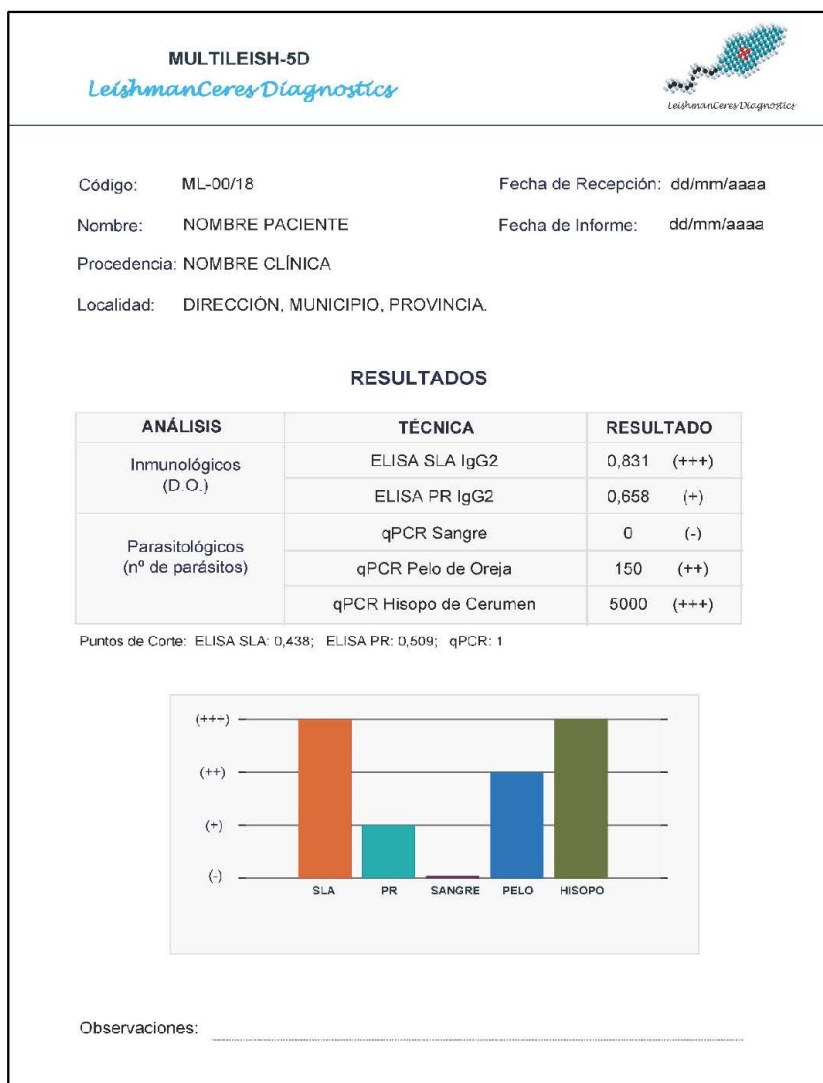 MULTILEISH-5D
LeishmanCeres Diagnostics
LeishmanCeres Diagnostics
Código: ML-00/18 Fecha de Recepción: dd/mm/aaaa
Nombre: NOMBRE PACIENTE Fecha de Informe: dd/mm/aaaa
Procedencia: NOMBRE CLÍNICA
Localidad: DIRECCIÓN, MUNICIPIO, PROVINCIA.
RESULTADOS
ANÁLISIS TÉCNICA RESULTADO
Inmunológicos
(D.O.)
ELISA SLA IgG2 0,831 (+++)
ELISA PR IgG2 0,658 (+)
Parasitológicos
(nº de parásitos)
qPCR Sangre 0 (-)
qPCR Pelo de Oreja 150 (++)
qPCR Hisopo de Cerumen 5000 (+++)
Puntos de Corte: ELISA SLA: 0,438; ELISA PR: 0,509; qPCR: 1
(+++)
(++)
(+)
(-)
SLA PR SANGRE PELO HISOPO
Observaciones: